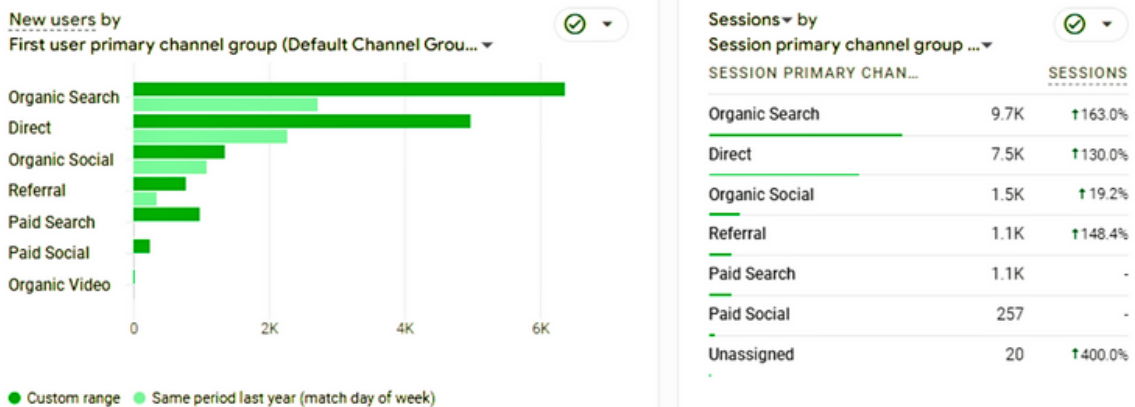 New users by
First user primary channel group (Default Channel Grou...
Organic Search
Direct
Organic Social
Referral
Paid Search
Paid Social
Organic Video
0 2K 4K 6K
Custom range Same period last year (match day of week)
Sessions by
Session primary channel group ...
SESSION PRIMARY CHAN... SESSIONS
Organic Search 9.7K ↑163.0%
Direct 7.5K ↑130.0%
Organic Social 1.5K ↑19.2%
Referral 1.1K ↑148.4%
Paid Search 1.1K -
Paid Social 257 -
Unassigned 20 ↑400.0%